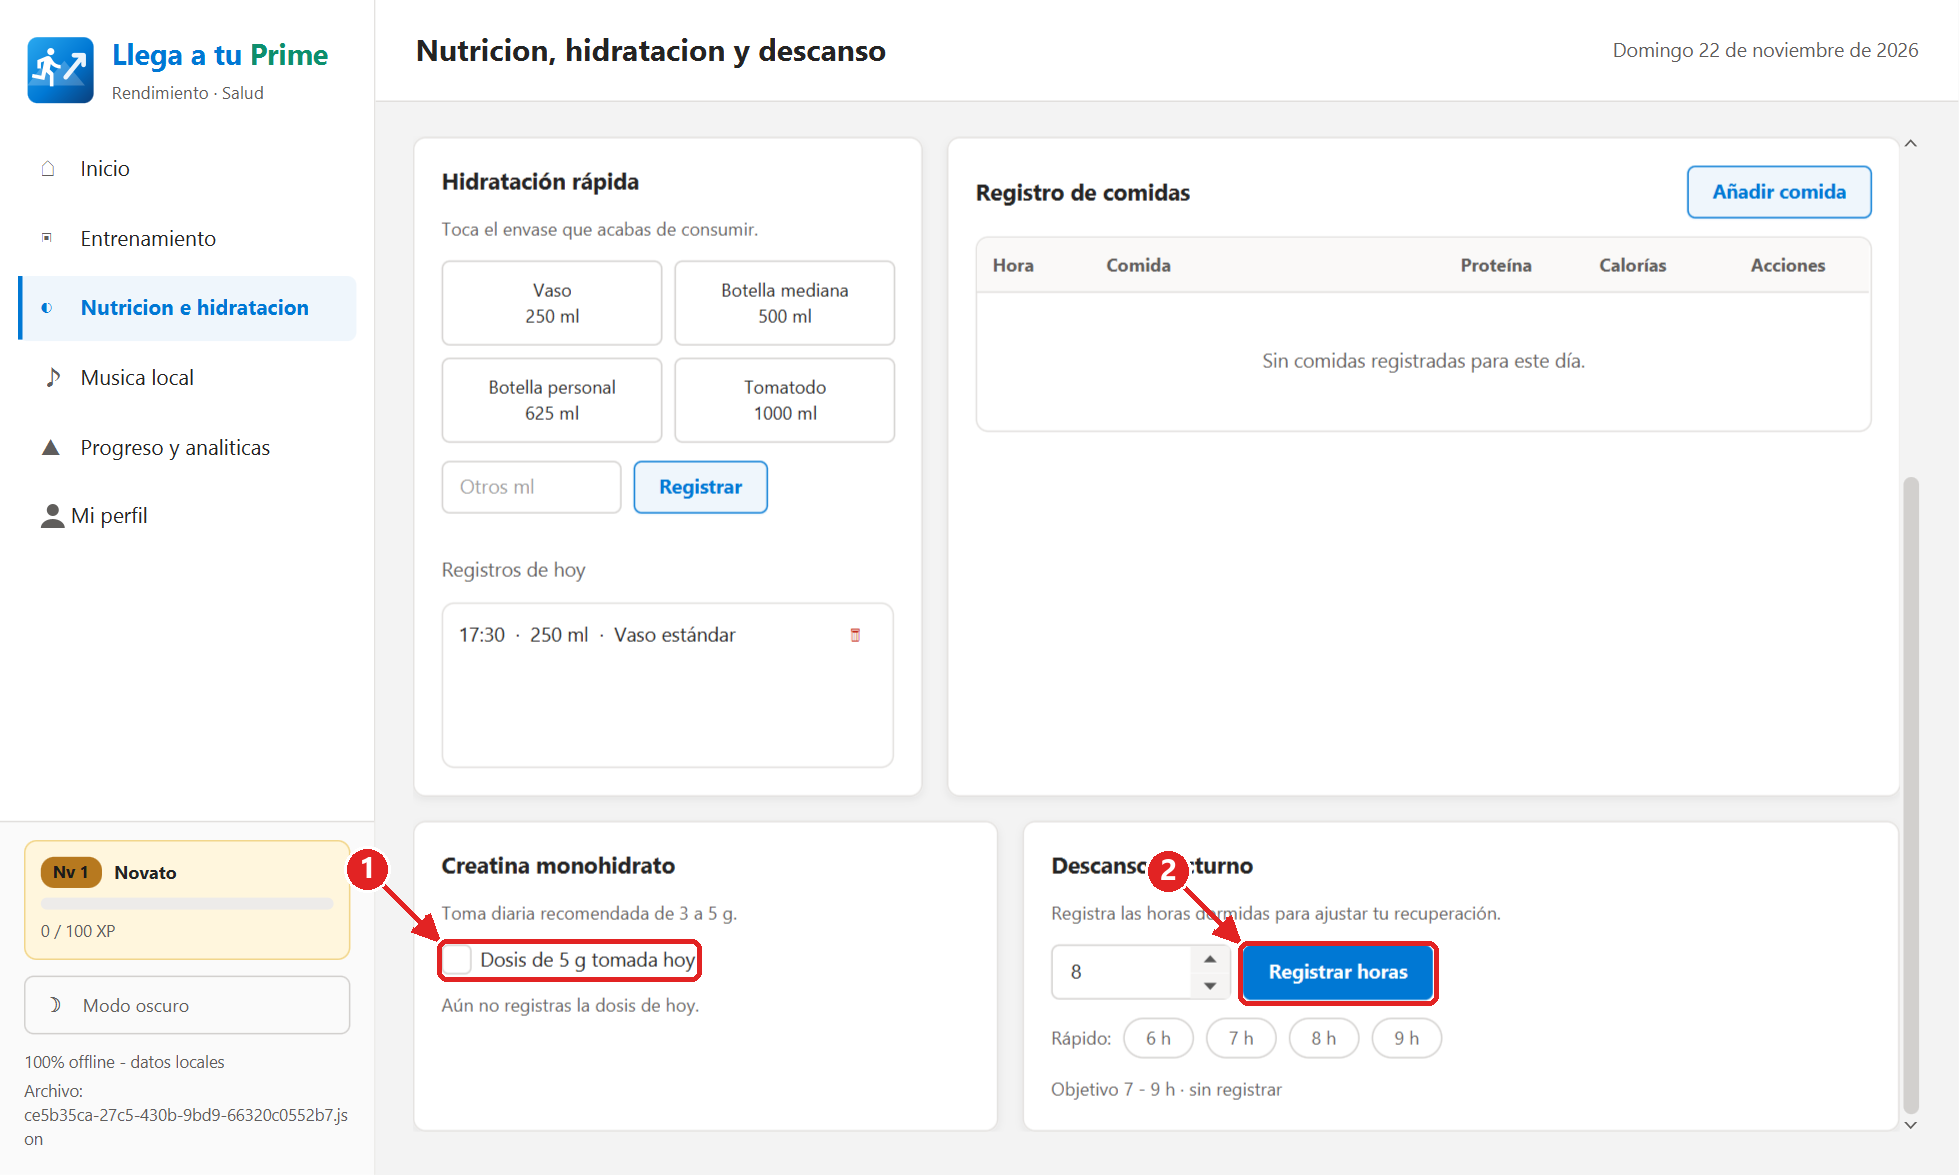 Llega a tu Prime
Rendimiento · Salud
Inicio
Entrenamiento
Nutricion e hidratacion
Musica local
Progreso y analiticas
Mi perfil
Nv 1 Novato
0 / 100 XP
Modo oscuro
100% offline - datos locales
Archivo:
ce5b35ca-27c5-430b-9bd9-66320c0552b7.js
on
Nutricion, hidratacion y descanso
Domingo 22 de noviembre de 2026
Hidratación rápida
Toca el envase que acabas de consumir.
Vaso
250 ml
Botella mediana
500 ml
Botella personal
625 ml
Tomatodo
1000 ml
Otros ml
Registrar
Registros de hoy
17:30 · 250 ml · Vaso estándar
Registro de comidas
Añadir comida
Hora Comida Proteína Calorías Acciones
Sin comidas registradas para este día.
1
Creatina monohidrato
Toma diaria recomendada de 3 a 5 g.
Dosis de 5 g tomada hoy
Aún no registras la dosis de hoy.
2
Descanso
Registra las horas dormidas para ajustar tu recuperación.
8
Registrar horas
Rápido: 6 h 7 h 8 h 9 h
Objetivo 7 - 9 h · sin registrar